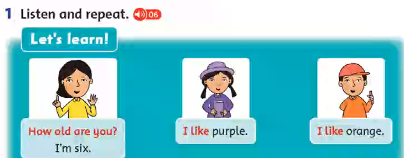 1 Listen and repeat. 06
Let's learn!
How old are you?
I'm six.
I like purple.
I like orange.